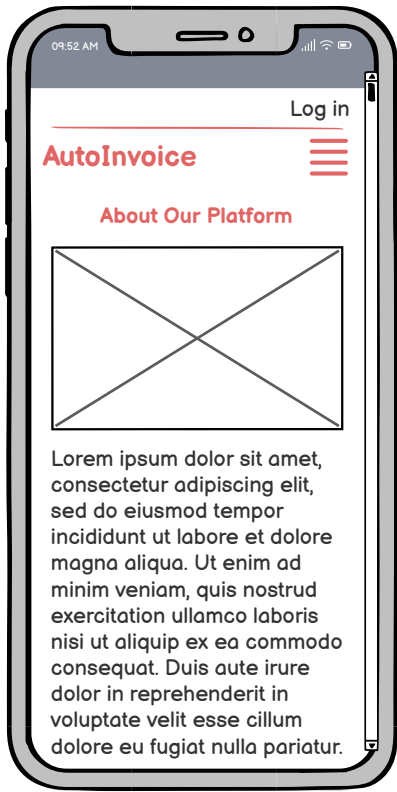 09:52 AM
Log in
AutoInvoice
About Our Platform
Lorem ipsum dolor sit amet,
consectetur adipiscing elit,
sed do eiusmod tempor
incididunt ut labore et dolore
magna aliqua. Ut enim ad
minim veniam, quis nostrud
exercitation ullamco laboris
nisi ut aliquip ex ea commodo
consequat. Duis aute irure
dolor in reprehenderit in
voluptate velit esse cillum
dolore eu fugiat nulla pariatur.